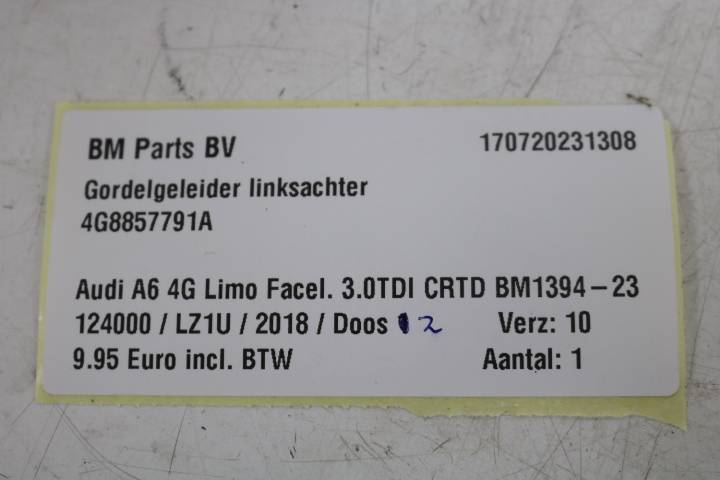 BM Parts BV 170720231308
Gordelgeleider linksachter
4G8857791A
Audi A6 4G Limo Facel. 3.0TDI CRTD BM1394-23
124000 / LZ1U / 2018 / Doos 12 Verz: 10
9.95 Euro incl. BTW Aantal: 1